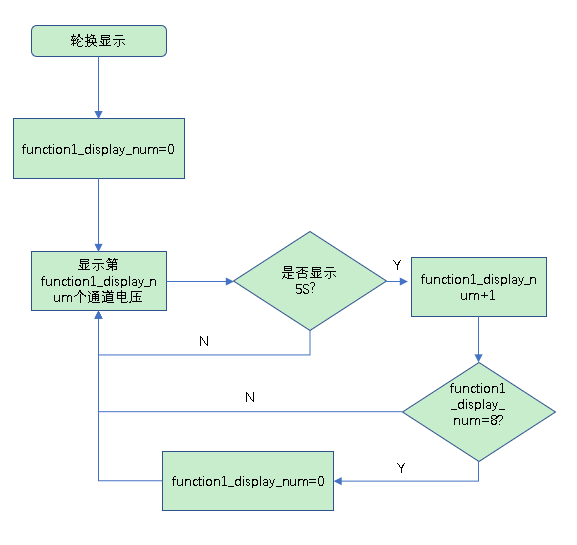 轮换显示
function1_display_num=0
显示第
function1_display_n
um个通道电压
是否显示
5S?
Y
function1_display_n
um+1
N
function1
_display_
num=8?
N
Y
function1_display_num=0